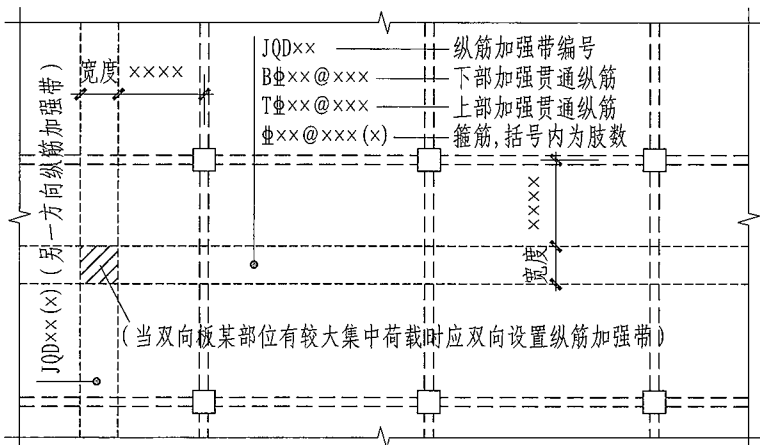 JQD×× 纵筋加强带编号
宽度 ××××
B⏀××@××× 下部加强贯通纵筋
T⏀××@××× 上部加强贯通纵筋
⏀××@×××(×) 箍筋,括号内为肢数
××××
宽度
JQD××(×)(另一方向纵筋加强带)
(当双向板某部位有较大集中荷载时应双向设置纵筋加强带)